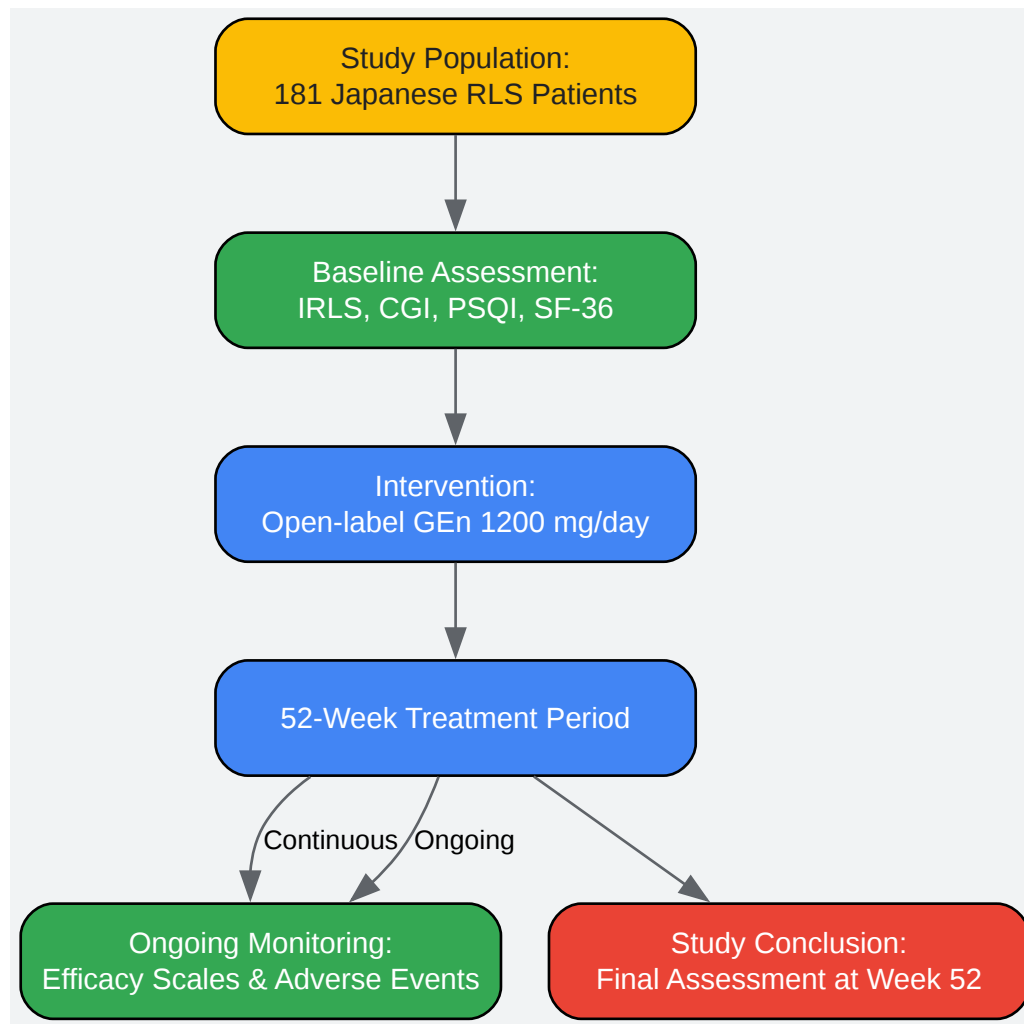 Study Population:
181 Japanese RLS Patients
Baseline Assessment:
IRLS, CGI, PSQI, SF-36
Intervention:
Open-label GEn 1200 mg/day
52-Week Treatment Period
Continuous
Ongoing
Ongoing Monitoring:
Efficacy Scales & Adverse Events
Study Conclusion:
Final Assessment at Week 52